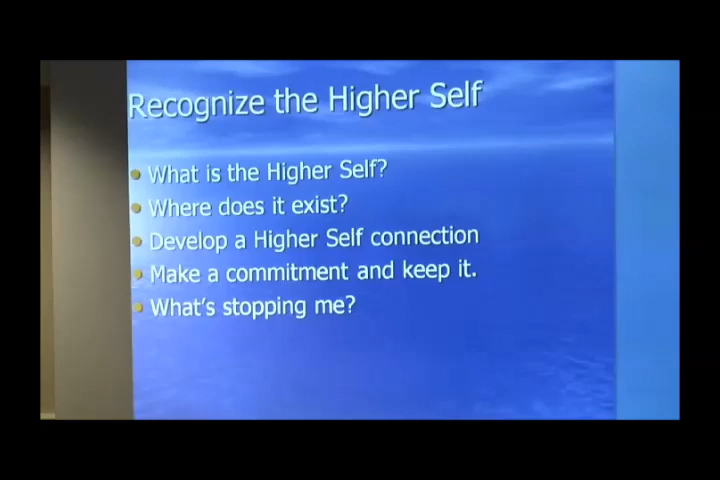 Recognize the Higher Self
What is the Higher Self?
Where does it exist?
Develop a Higher Self connection
Make a commitment and keep it.
What's stopping me?